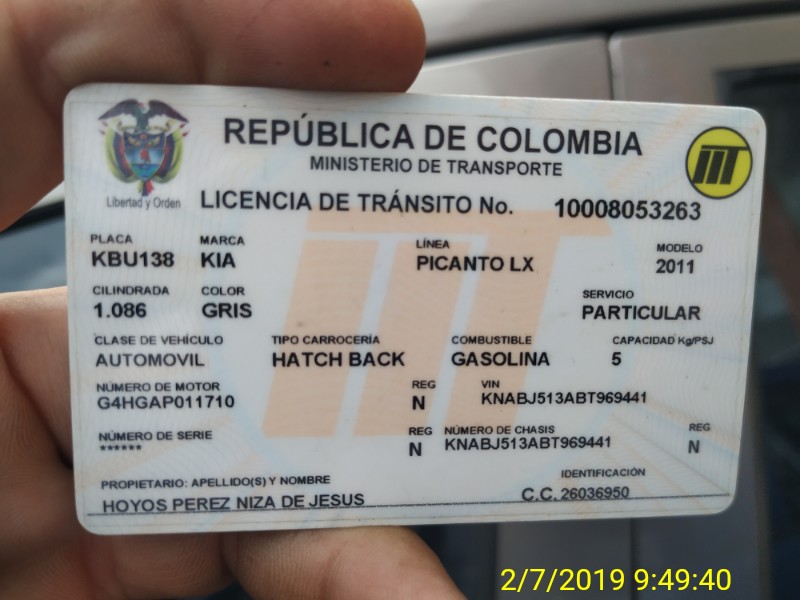 REPÚBLICA DE COLOMBIA
MINISTERIO DE TRANSPORTE
Libertad y Orden
LICENCIA DE TRÁNSITO No. 10008053263
PLACA MARCA LÍNEA MODELO
KBU138 KIA PICANTO LX 2011
CILINDRADA COLOR SERVICIO
1.086 GRIS PARTICULAR
CLASE DE VEHÍCULO TIPO CARROCERÍA COMBUSTIBLE CAPACIDAD Kg/PSJ
AUTOMOVIL HATCH BACK GASOLINA 5
NÚMERO DE MOTOR REG VIN
G4HGAP011710 N KNABJ513ABT969441
NÚMERO DE SERIE REG NÚMERO DE CHASIS REG
****** N KNABJ513ABT969441 N
PROPIETARIO: APELLIDO(S) Y NOMBRE IDENTIFICACIÓN
HOYOS PEREZ NIZA DE JESUS C.C. 26036950
2/7/2019 9:49:40